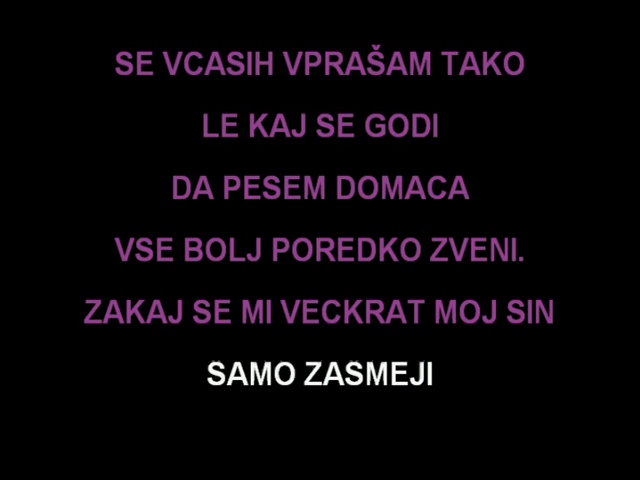 SE VCASIH VPRAŠAM TAKO
LE KAJ SE GODI
DA PESEM DOMACA
VSE BOLJ POREDKO ZVENI.
ZAKAJ SE MI VECKRAT MOJ SIN
SAMO ZASMEJI